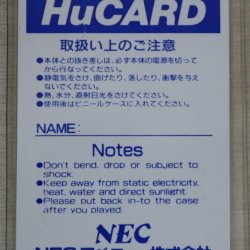 HuCARD
取扱い上のご注意
●本体との抜き差しは、必ず本体の電源を切って
から行なってください。
●静電気をさけ、曲げたり、落したり、衝撃を与え
ないでください。
●熱、水分、直射日光をさけてください。
●使用後はビニールケースに入れてください。
NAME:
Notes
●Don't bend, drop or subject to
shock.
●Keep away from static electricity,
heat, water and direct sunlight.
●Please put back in-to the case
after you played.
NEC